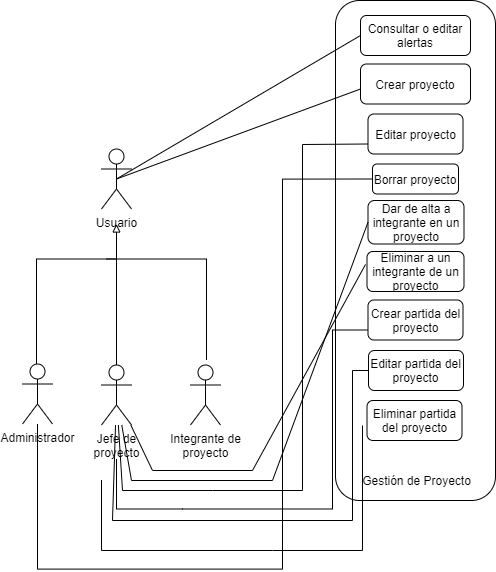 Consultar o editar
alertas
Crear proyecto
Editar proyecto
Borrar proyecto
Dar de alta a
integrante en un
proyecto
Eliminar a un
integrante de un
proyecto
Crear partida del
proyecto
Editar partida del
proyecto
Eliminar partida
del proyecto
Gestión de Proyecto
Usuario
Administrador
Jefe de
proyecto
Integrante de
proyecto